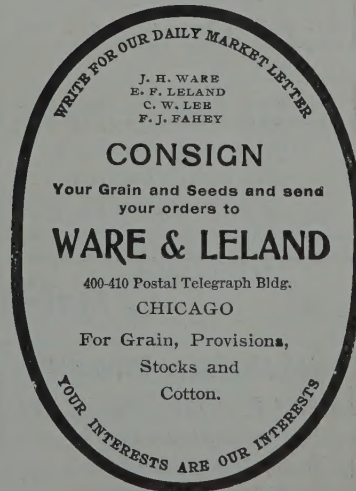 WRITE FOR OUR DAILY MARKET LETTER
J. H. WARE
E. F. LELAND
C. W. LEE
F. J. FAHEY
CONSIGN
Your Grain and Seeds and send
your orders to
WARE & LELAND
400-410 Postal Telegraph Bldg.
CHICAGO
For Grain, Provisions,
Stocks and
Cotton.
YOUR INTERESTS ARE OUR INTERESTS